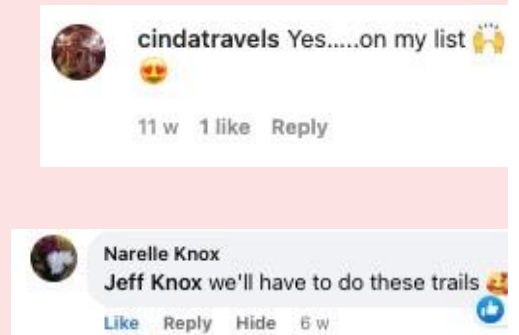 cindatravels Yes.....on my list 🙌
😍
11 w 1 like Reply
Narelle Knox
Jeff Knox we'll have to do these trails 🥰
Like Reply Hide 6 w